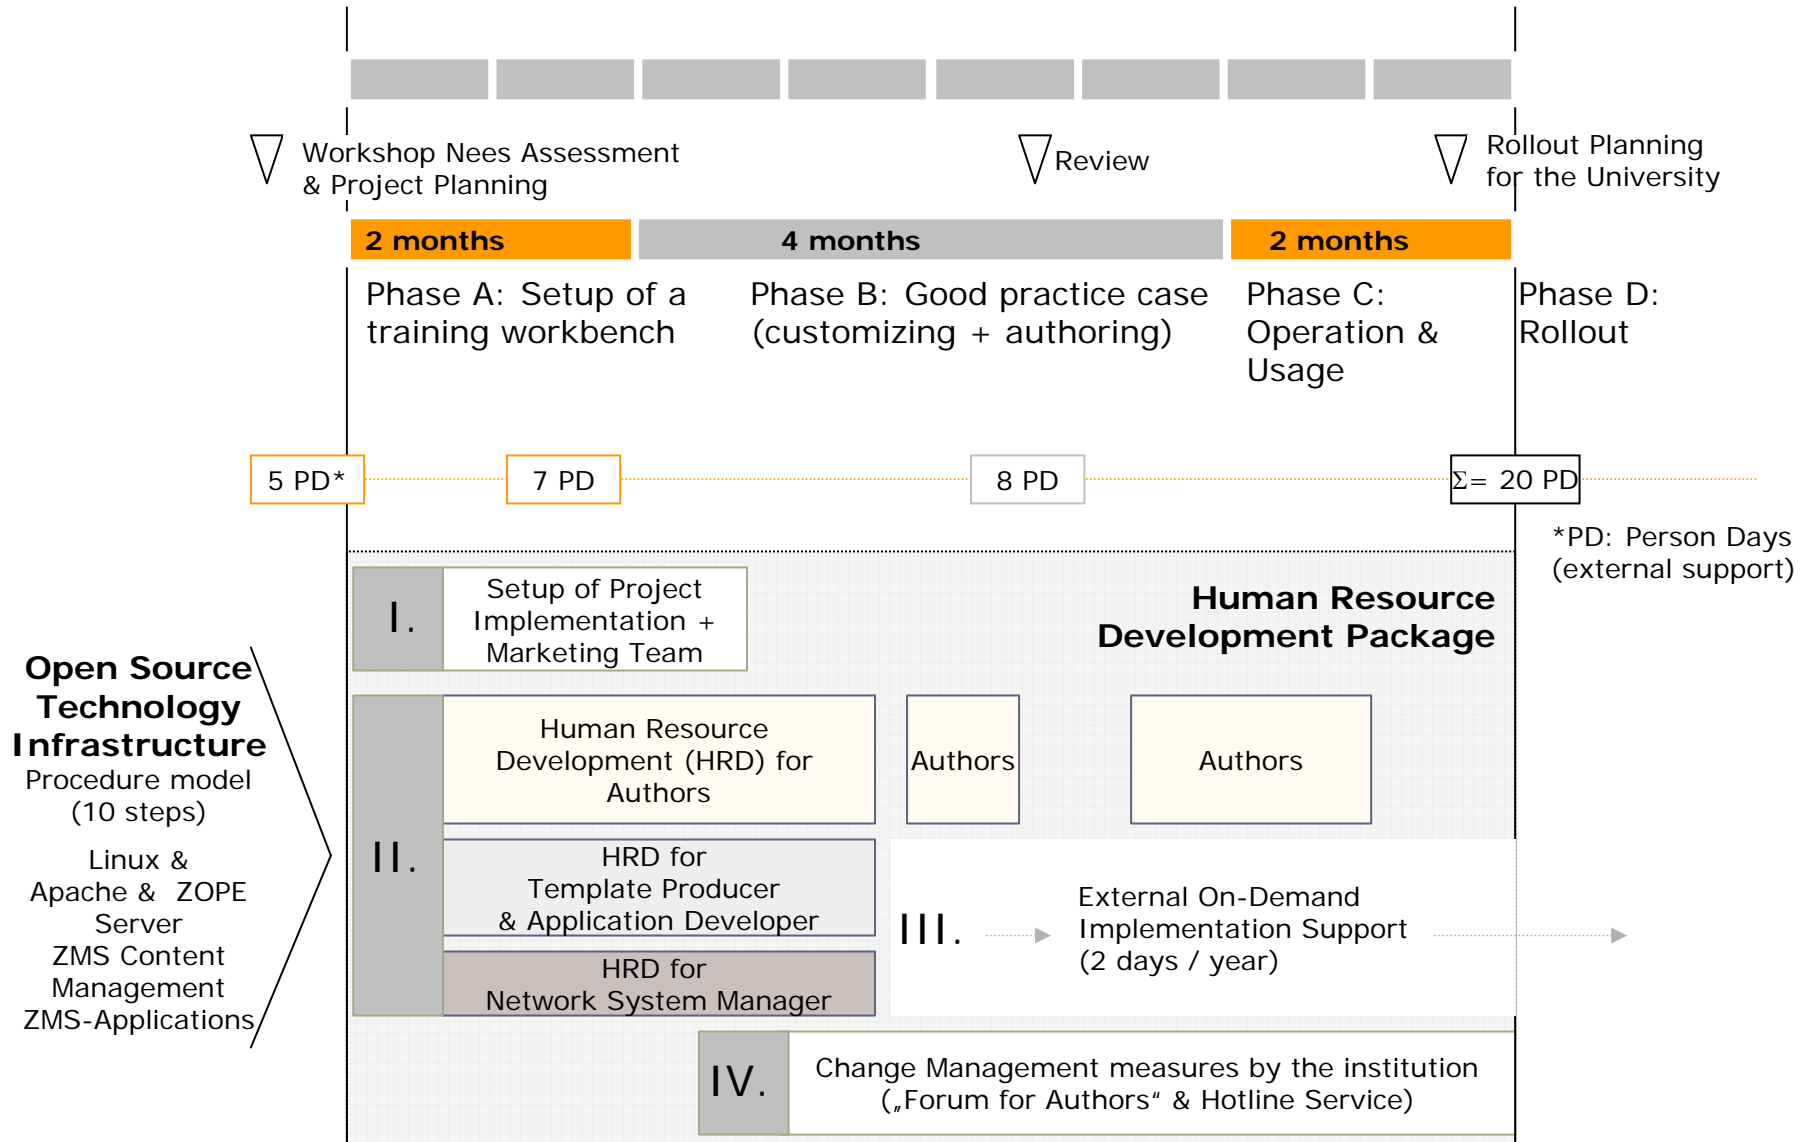 Workshop Nees Assessment
& Project Planning
Review
Rollout Planning
for the University
2 months
4 months
2 months
Phase A: Setup of a
training workbench
Phase B: Good practice case
(customizing + authoring)
Phase C:
Operation &
Usage
Phase D:
Rollout
5 PD*
7 PD
8 PD
Σ= 20 PD
*PD: Person Days
(external support)
Human Resource
Development Package
I.
Setup of Project
Implementation +
Marketing Team
Open Source
Technology
Infrastructure
Procedure model
(10 steps)
Linux &
Apache & ZOPE
Server
ZMS Content
Management
ZMS-Applications
II.
Human Resource
Development (HRD) for
Authors
Authors
Authors
HRD for
Template Producer
& Application Developer
HRD for
Network System Manager
III.
External On-Demand
Implementation Support
(2 days / year)
IV.
Change Management measures by the institution
(„Forum for Authors“ & Hotline Service)